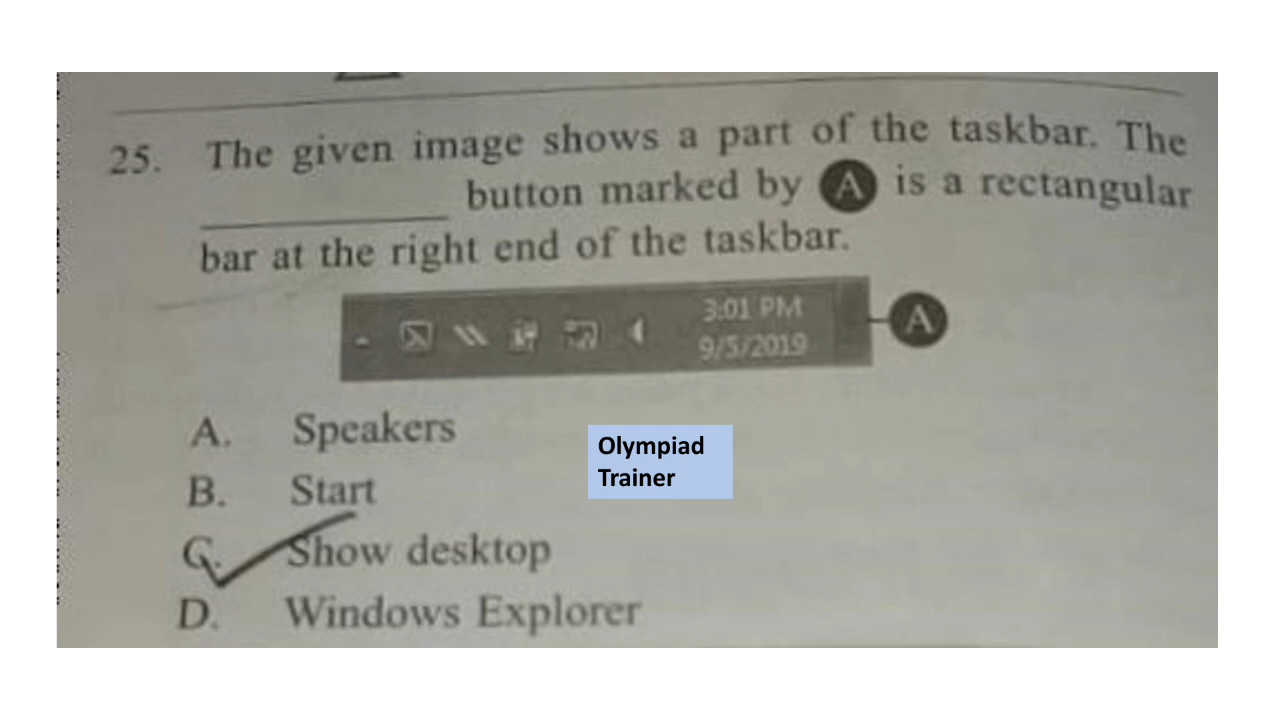 25. The given image shows a part of the taskbar. The
____________ button marked by A is a rectangular
bar at the right end of the taskbar.
3:01 PM
9/5/2019
A
A. Speakers
B. Start
C. Show desktop
D. Windows Explorer
Olympiad
Trainer